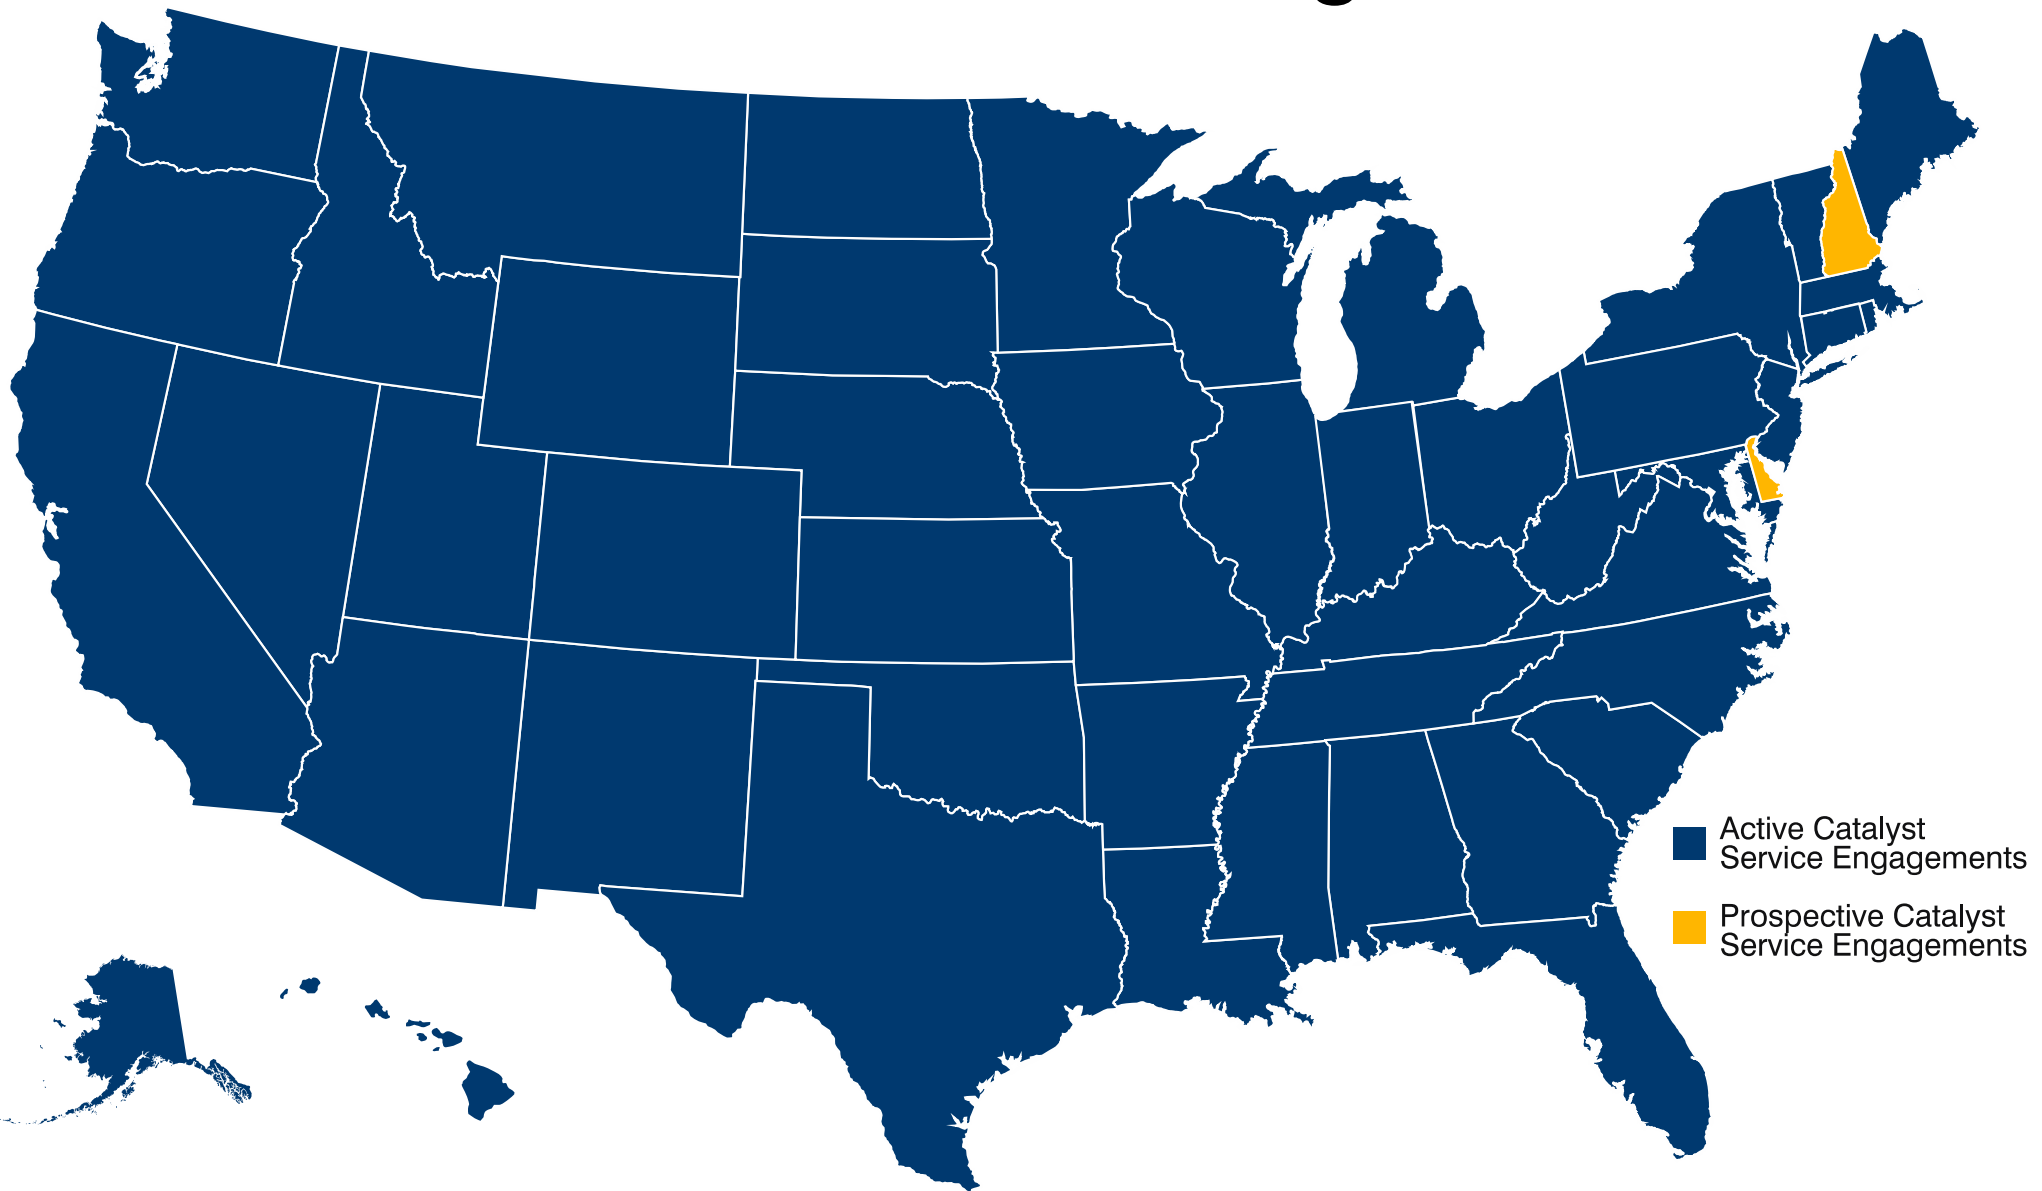 Active Catalyst
Service Engagements
Prospective Catalyst
Service Engagements